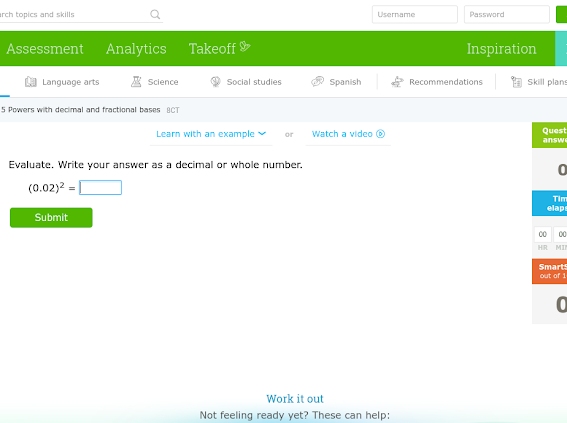 rch topics and skills
Username
Password
Assessment Analytics Takeoff Inspiration
Language arts Science Social studies Spanish Recommendations Skill plans
5 Powers with decimal and fractional bases 8CT
Learn with an example or Watch a video
Quest
answe
Evaluate. Write your answer as a decimal or whole number.
0
(0.02)² =
Submit
Tim
elaps
00 00
HR MIN
SmartS
out of 1
0
Work it out
Not feeling ready yet? These can help: